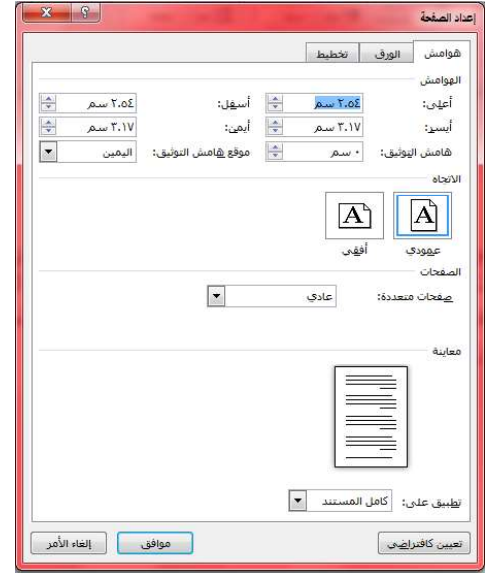 إعداد الصفحة
هوامش الورق تخطيط
الهوامش
أعلى: ٢.٥٤ سم أسفل: ٢.٥٤ سم
أيسر: ٣.١٧ سم أيمن: ٣.١٧ سم
هامش التوثيق: ٠ سم موقع هامش التوثيق: اليمين
الاتجاه
عمودي أفقي
الصفحات
صفحات متعددة: عادي
معاينة
تطبيق على: كامل المستند
تعيين كافتراضي موافق إلغاء الأمر